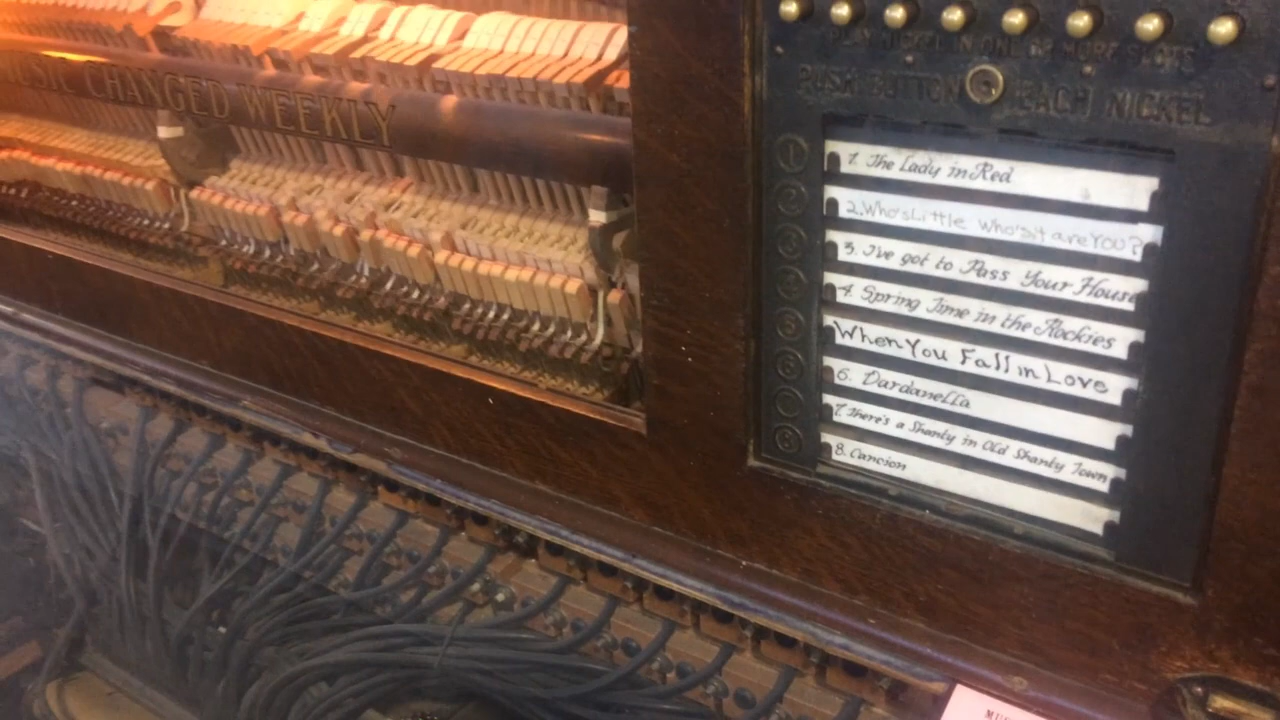 MUSIC CHANGED WEEKLY
PLAY NICKEL IN ONE OR MORE SLOTS
PUSH BUTTON EACH NICKEL
1 1. The Lady in Red
2 2. Who's Little Who'sit are YOU?
3 3. I've got to Pass Your House
4. Spring Time in the Rockies
5 When You Fall in Love
6 6. Dardanella
7 7. There's a Shanty in Old Shanty Town
8 8. Cancion